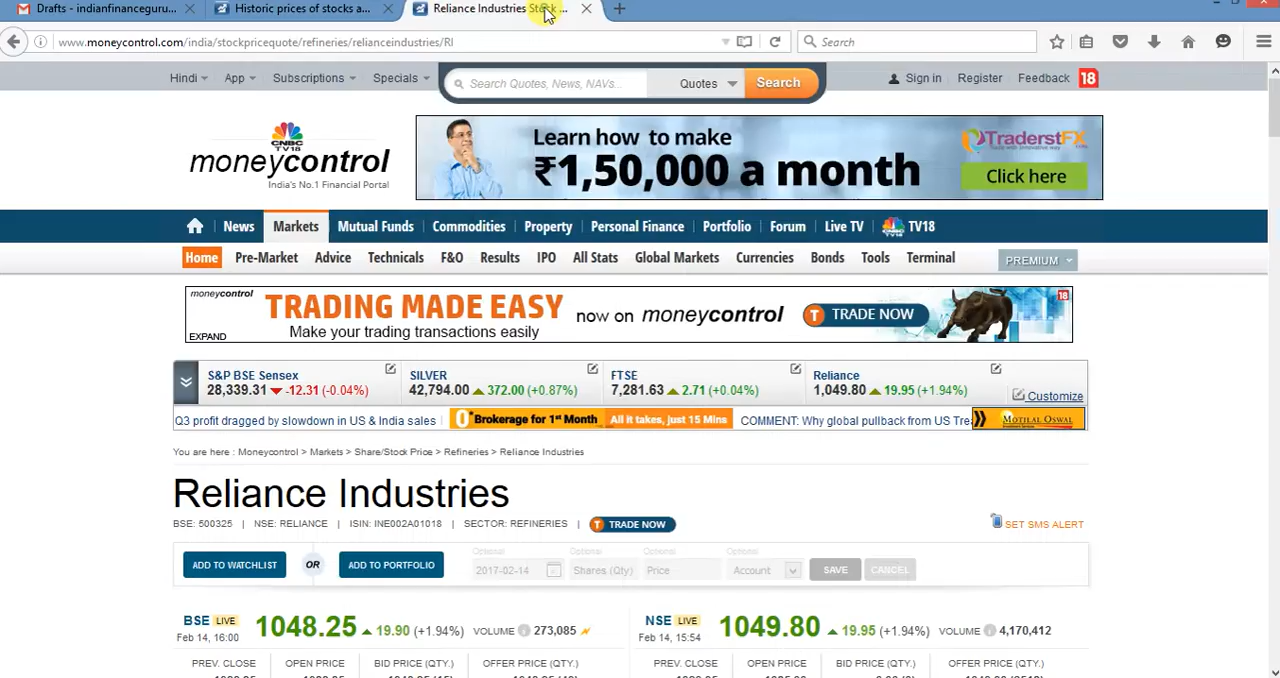 Drafts - indianfinanceguru...
Historic prices of stocks a...
Reliance Industries Stock ...
www.moneycontrol.com/india/stockpricequote/refineries/relianceindustries/RI
Search
Hindi
App
Subscriptions
Specials
Search Quotes, News, NAVs...
Quotes
Search
Sign in
Register
Feedback
18
CNBC
TV18
moneycontrol
India's No.1 Financial Portal
Learn how to make
₹1,50,000 a month
TraderstFX
Click here
News
Markets
Mutual Funds
Commodities
Property
Personal Finance
Portfolio
Forum
Live TV
TV18
Home
Pre-Market
Advice
Technicals
F&O
Results
IPO
All Stats
Global Markets
Currencies
Bonds
Tools
Terminal
PREMIUM
moneycontrol
TRADING MADE EASY
Make your trading transactions easily
now on moneycontrol
T TRADE NOW
18
EXPAND
S&P BSE Sensex
28,339.31 -12.31 (-0.04%)
SILVER
42,794.00 372.00 (+0.87%)
FTSE
7,281.63 2.71 (+0.04%)
Reliance
1,049.80 19.95 (+1.94%)
Customize
Q3 profit dragged by slowdown in US & India sales
0* Brokerage for 1st Month
All it takes, just 15 Mins
COMMENT: Why global pullback from US Tre
MOTILAL OSWAL
You are here : Moneycontrol > Markets > Share/Stock Price > Refineries > Reliance Industries
Reliance Industries
BSE: 500325 | NSE: RELIANCE | ISIN: INE002A01018 | SECTOR: REFINERIES | T TRADE NOW
SET SMS ALERT
ADD TO WATCHLIST
OR
ADD TO PORTFOLIO
Optional
2017-02-14
Optional
Shares (Qty)
Optional
Price
Optional
Account
SAVE
CANCEL
BSE LIVE
Feb 14, 16:00
1048.25 19.90 (+1.94%)
VOLUME 273,085
NSE LIVE
Feb 14, 15:54
1049.80 19.95 (+1.94%)
VOLUME 4,170,412
PREV. CLOSE
OPEN PRICE
BID PRICE (QTY.)
OFFER PRICE (QTY.)
PREV. CLOSE
OPEN PRICE
BID PRICE (QTY.)
OFFER PRICE (QTY.)